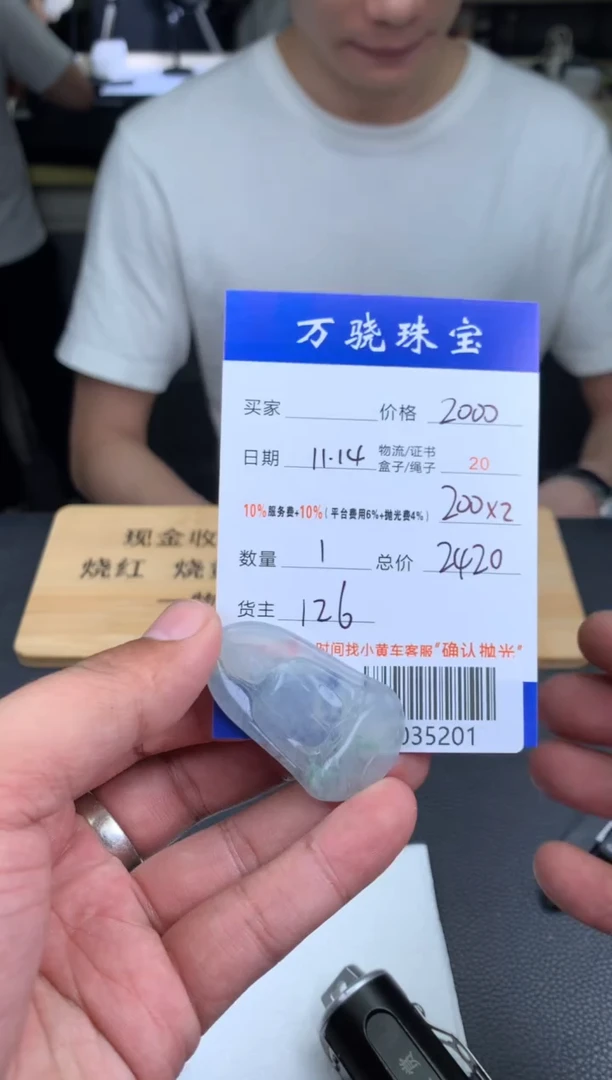 万骁珠宝
买家 价格 2000
日期 11.14 物流/证书
盒子/绳子 20
10%服务费+10%(平台费用6%+抛光费4%) 200x2
数量 1 总价 2420
货主 126
时间找小黄车客服"确认抛光"
035201
现金收
烧红 烧